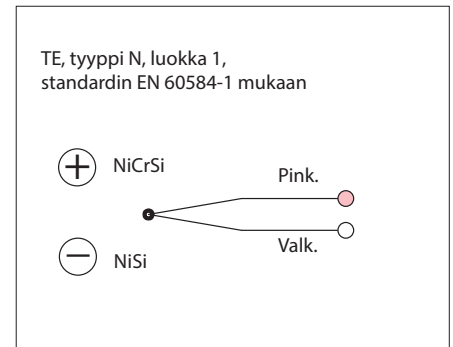 TE, tyyppi N, luokka 1,
standardin EN 60584-1 mukaan
+ NiCrSi
Pink.
Valk.
− NiSi